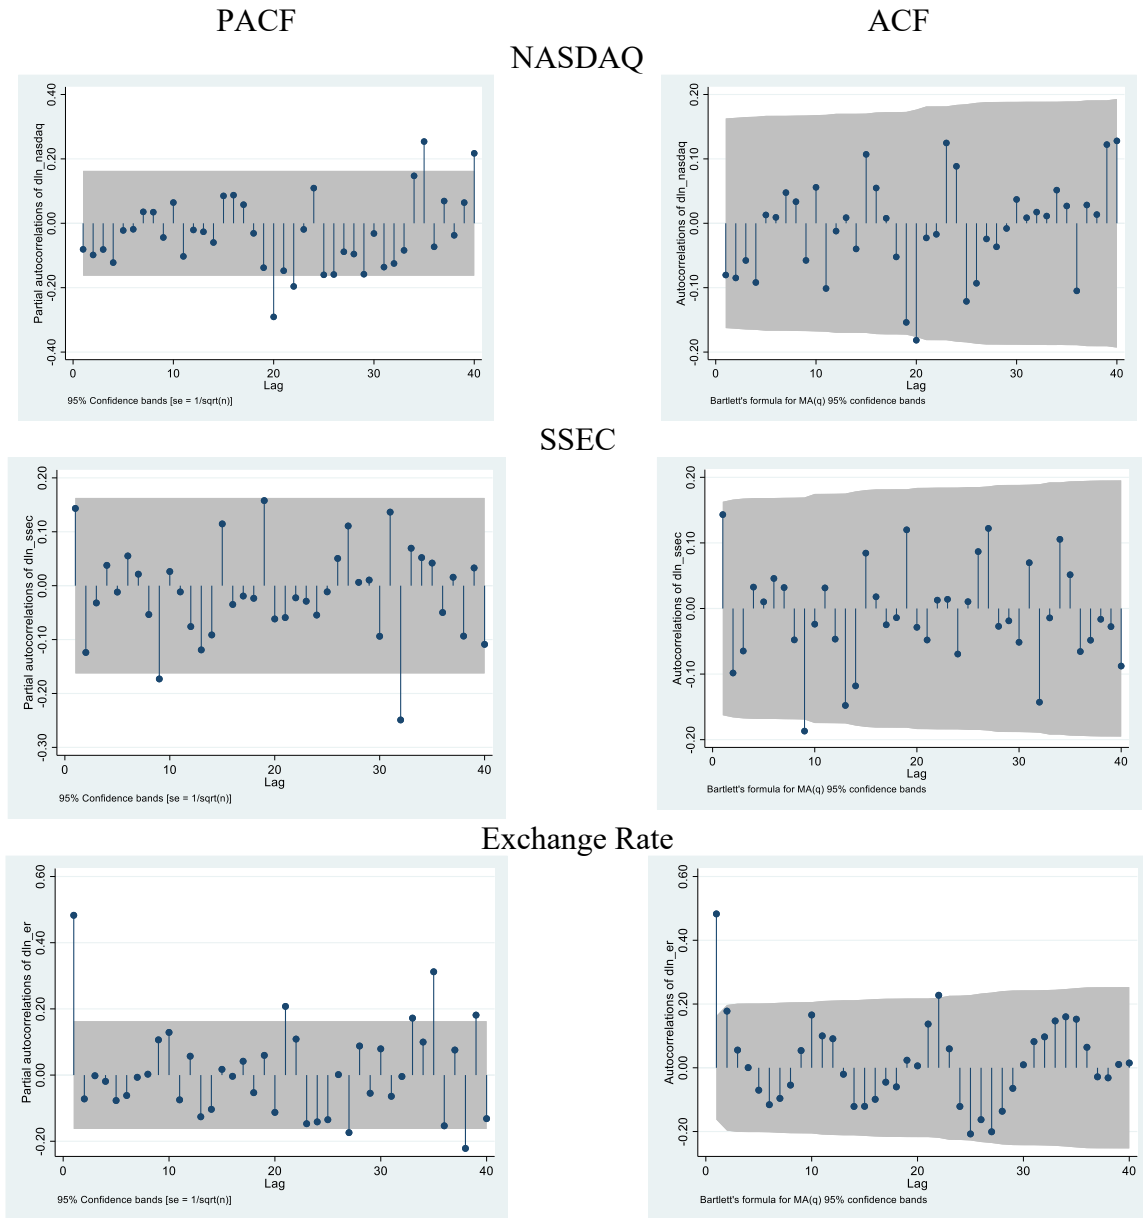 PACF ACF
NASDAQ
Partial autocorrelations of dln_nasdaq
0.40
0.20
0.00
-0.20
-0.40
0 10 20 30 40
Lag
95% Confidence bands [se = 1/sqrt(n)]
Autocorrelations of dln_nasdaq
0.20
0.10
0.00
-0.10
-0.20
0 10 20 30 40
Lag
Bartlett's formula for MA(q) 95% confidence bands
SSEC
Partial autocorrelations of dln_ssec
0.20
0.10
0.00
-0.10
-0.20
-0.30
0 10 20 30 40
Lag
95% Confidence bands [se = 1/sqrt(n)]
Autocorrelations of dln_ssec
0.20
0.10
0.00
-0.10
-0.20
0 10 20 30 40
Lag
Bartlett's formula for MA(q) 95% confidence bands
Exchange Rate
Partial autocorrelations of dln_er
0.60
0.40
0.20
0.00
-0.20
0 10 20 30 40
Lag
95% Confidence bands [se = 1/sqrt(n)]
Autocorrelations of dln_er
0.60
0.40
0.20
0.00
-0.20
0 10 20 30 40
Lag
Bartlett's formula for MA(q) 95% confidence bands